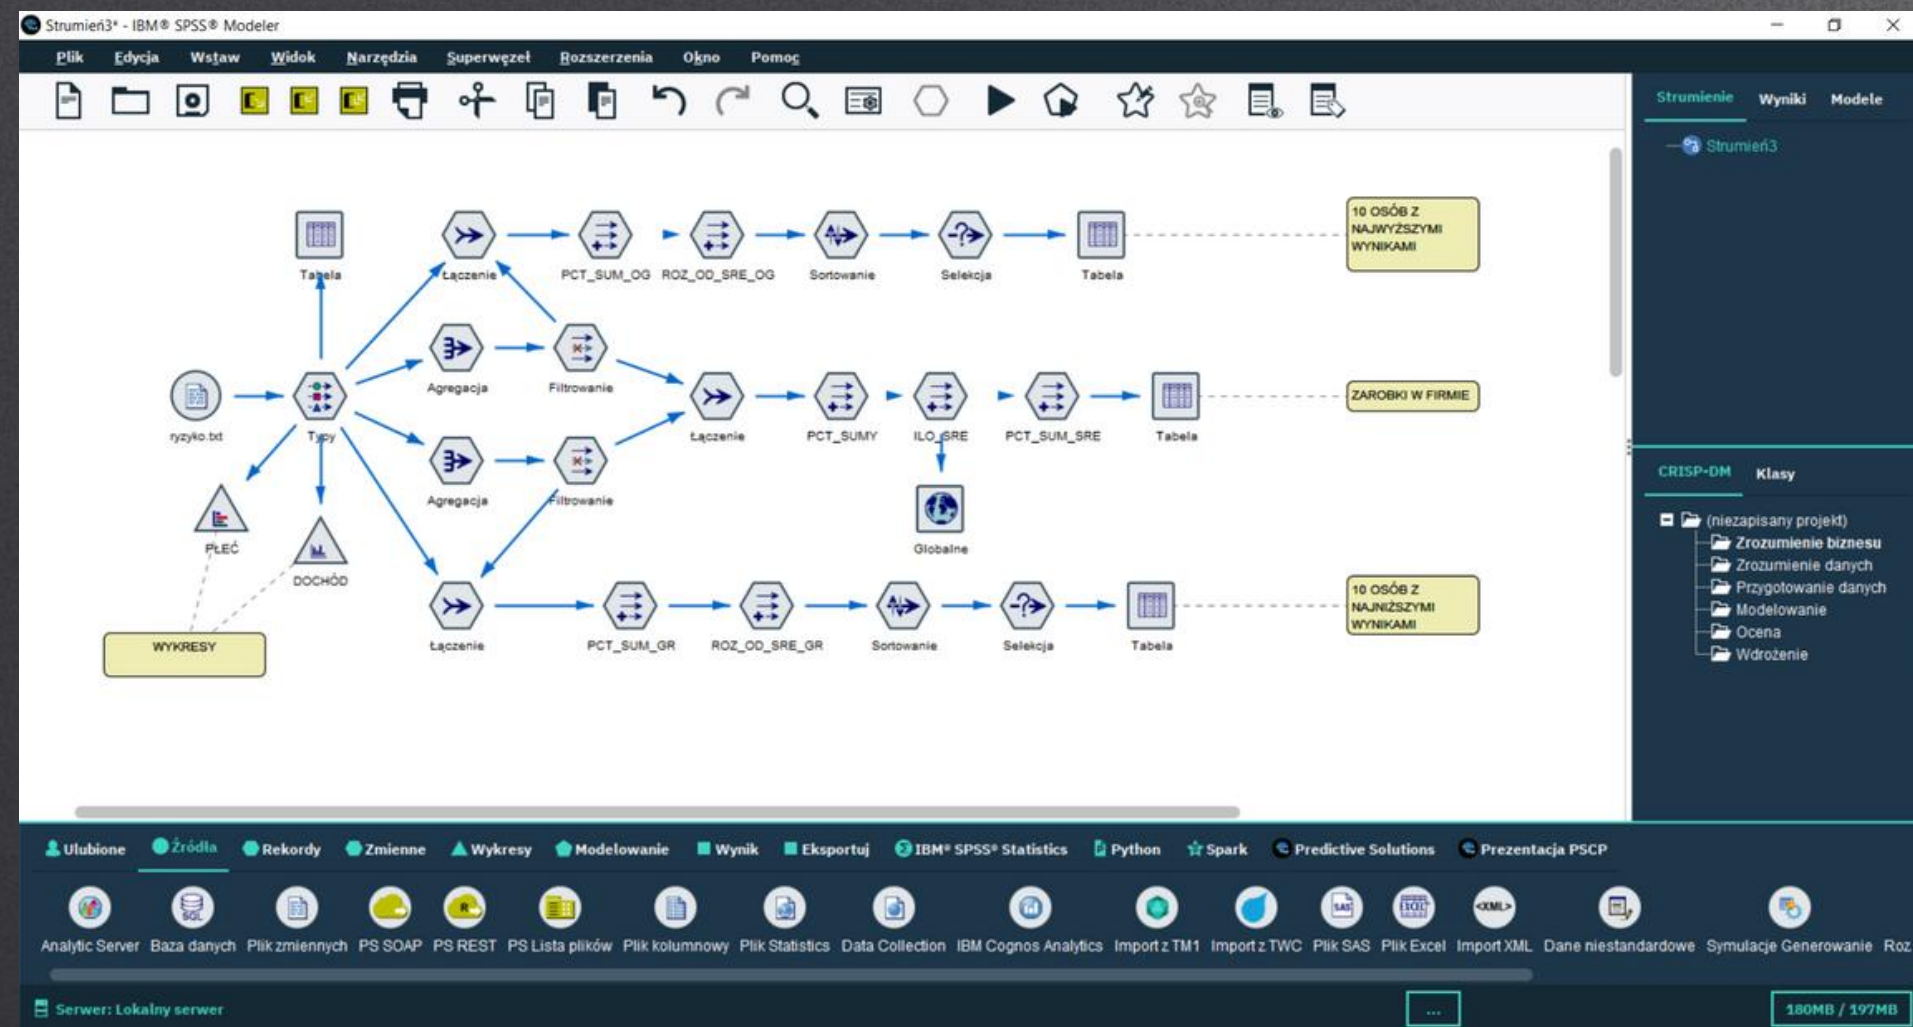 Strumień3* - IBM® SPSS® Modeler
Plik Edycja Wstaw Widok Narzędzia Superwęzeł Rozszerzenia Okno Pomoc
Strumienie Wyniki Modele
Strumień3
Tabela Łączenie PCT_SUM_OG ROZ_OD_SRE_OG Sortowanie Selekcja Tabela
10 OSÓB Z
NAJWYŻSZYMI
WYNIKAMI
Agregacja Filtrowanie
ryzyko.txt Typy Łączenie PCT_SUMY ILO_SRE PCT_SUM_SRE Tabela
ZAROBKI W FIRMIE
Agregacja Filtrowanie
PŁEĆ
DOCHÓD
Globalne
WYKRESY
Łączenie PCT_SUM_GR ROZ_OD_SRE_GR Sortowanie Selekcja Tabela
10 OSÓB Z
NAJNIŻSZYMI
WYNIKAMI
CRISP-DM Klasy
(niezapisany projekt)
Zrozumienie biznesu
Zrozumienie danych
Przygotowanie danych
Modelowanie
Ocena
Wdrożenie
Ulubione Źródła Rekordy Zmienne Wykresy Modelowanie Wynik Eksportuj IBM® SPSS® Statistics Python Spark Predictive Solutions Prezentacja PSCP
SQL R SAS EXCEL <XML>
Analytic Server Baza danych Plik zmiennych PS SOAP PS REST PS Lista plików Plik kolumnowy Plik Statistics Data Collection IBM Cognos Analytics Import z TM1 Import z TWC Plik SAS Plik Excel Import XML Dane niestandardowe Symulacje Generowanie Roz
Serwer: Lokalny serwer ... 180MB / 197MB